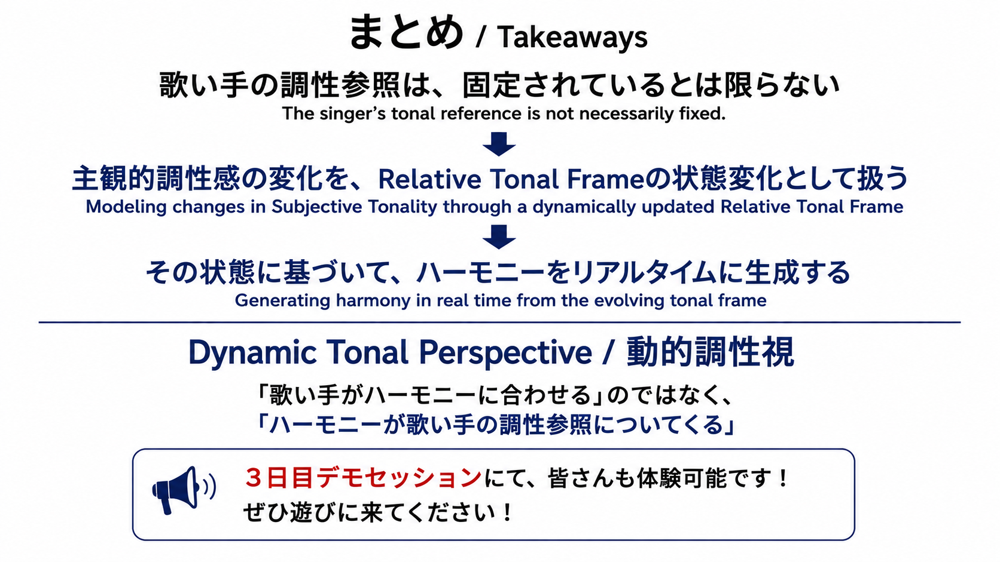 まとめ / Takeaways
歌い手の調性参照は、固定されているとは限らない
The singer’s tonal reference is not necessarily fixed.
主観的調性感の変化を、Relative Tonal Frameの状態変化として扱う
Modeling changes in Subjective Tonality through a dynamically updated Relative Tonal Frame
その状態に基づいて、ハーモニーをリアルタイムに生成する
Generating harmony in real time from the evolving tonal frame
Dynamic Tonal Perspective / 動的調性視
「歌い手がハーモニーに合わせる」のではなく、
「ハーモニーが歌い手の調性参照についてくる」
３日目デモセッションにて、皆さんも体験可能です！
ぜひ遊びに来てください！